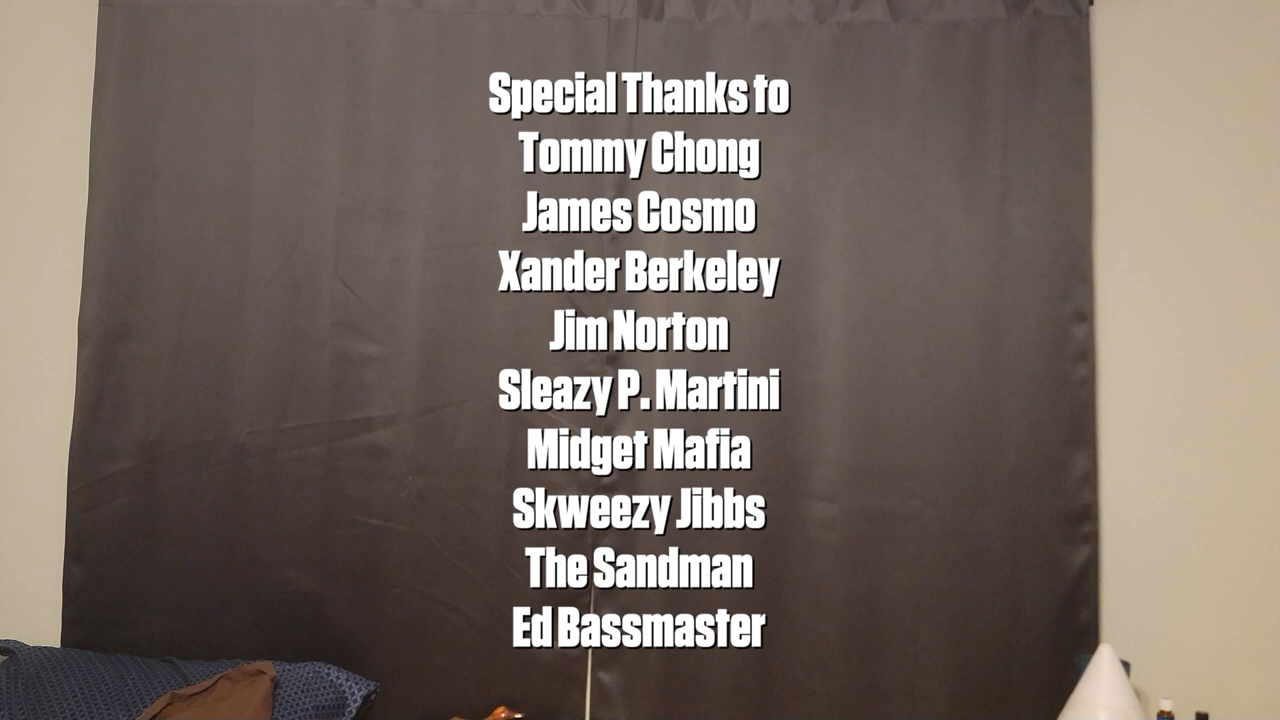 Special Thanks to
Tommy Chong
James Cosmo
Xander Berkeley
Jim Norton
Sleazy P. Martini
Midget Mafia
Skweezy Jibbs
The Sandman
Ed Bassmaster